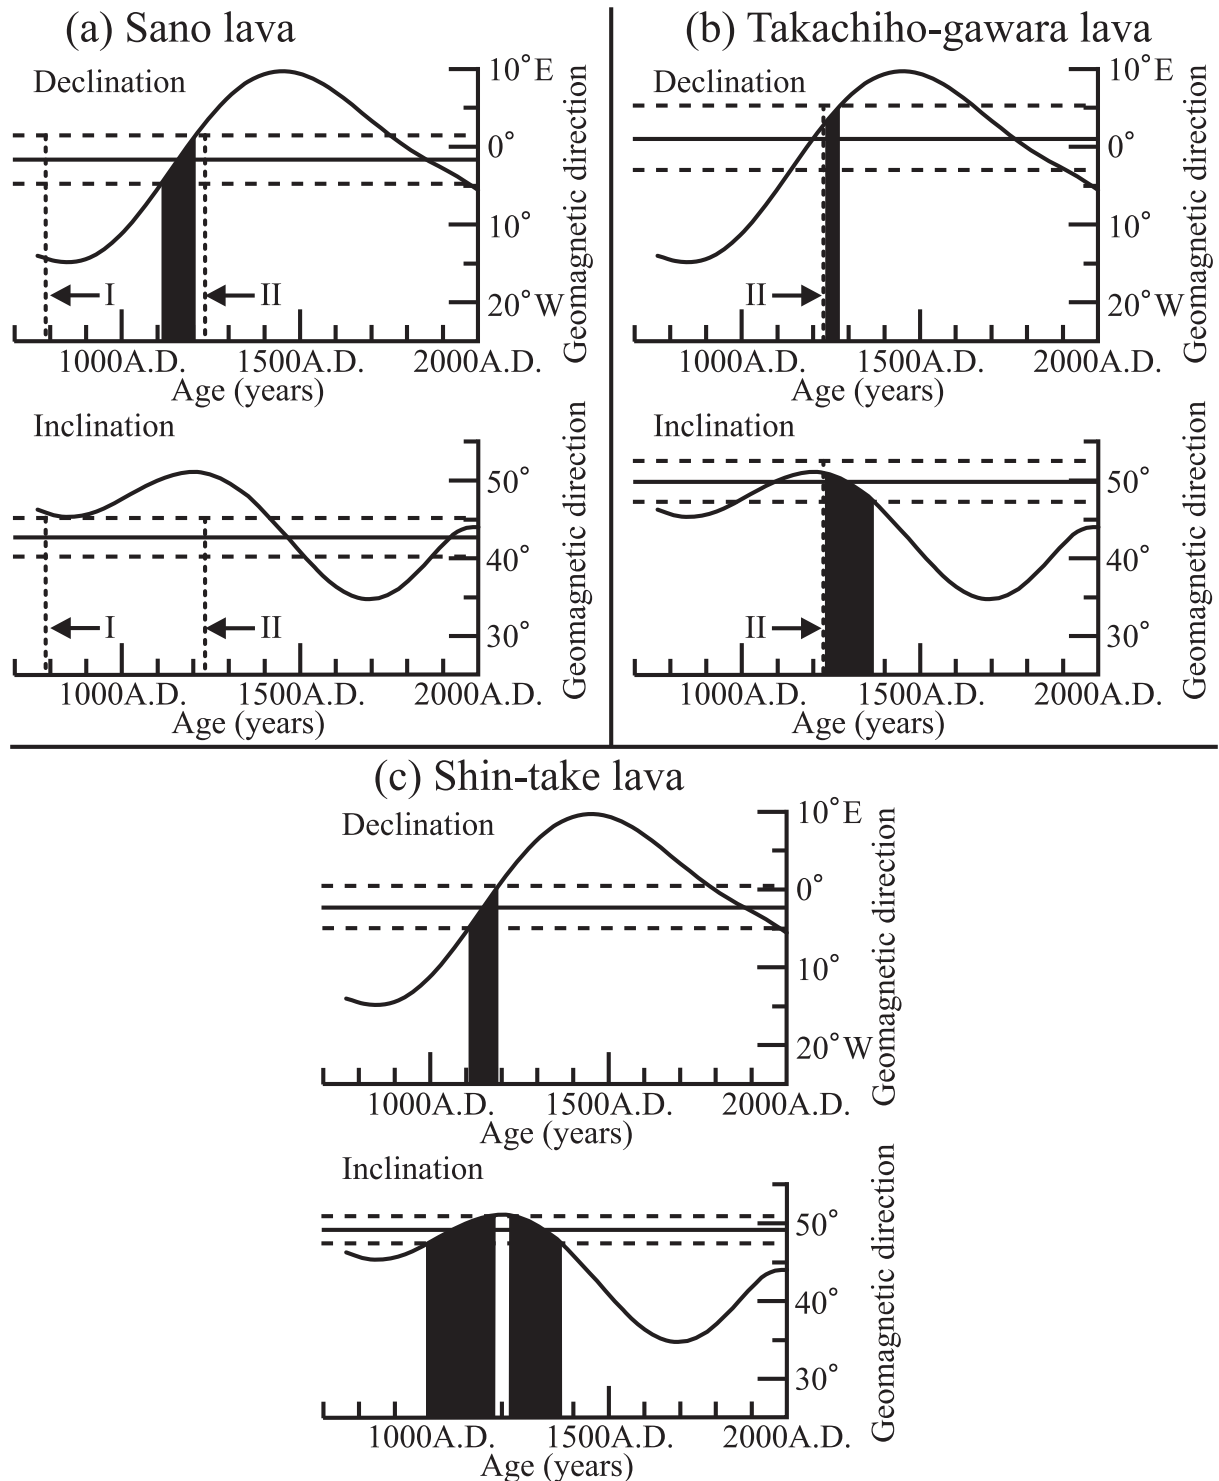 (a) Sano lava
Declination
10°E
0°
10°
20°W
Geomagnetic direction
I
II
1000A.D.
1500A.D.
2000A.D.
Age (years)
Inclination
50°
40°
30°
Geomagnetic direction
I
II
1000A.D.
1500A.D.
2000A.D.
Age (years)
(b) Takachiho-gawara lava
Declination
10°E
0°
10°
20°W
Geomagnetic direction
II
1000A.D.
1500A.D.
2000A.D.
Age (years)
Inclination
50°
40°
30°
Geomagnetic direction
II
1000A.D.
1500A.D.
2000A.D.
Age (years)
(c) Shin-take lava
Declination
10°E
0°
10°
20°W
Geomagnetic direction
1000A.D.
1500A.D.
2000A.D.
Age (years)
Inclination
50°
40°
30°
Geomagnetic direction
1000A.D.
1500A.D.
2000A.D.
Age (years)